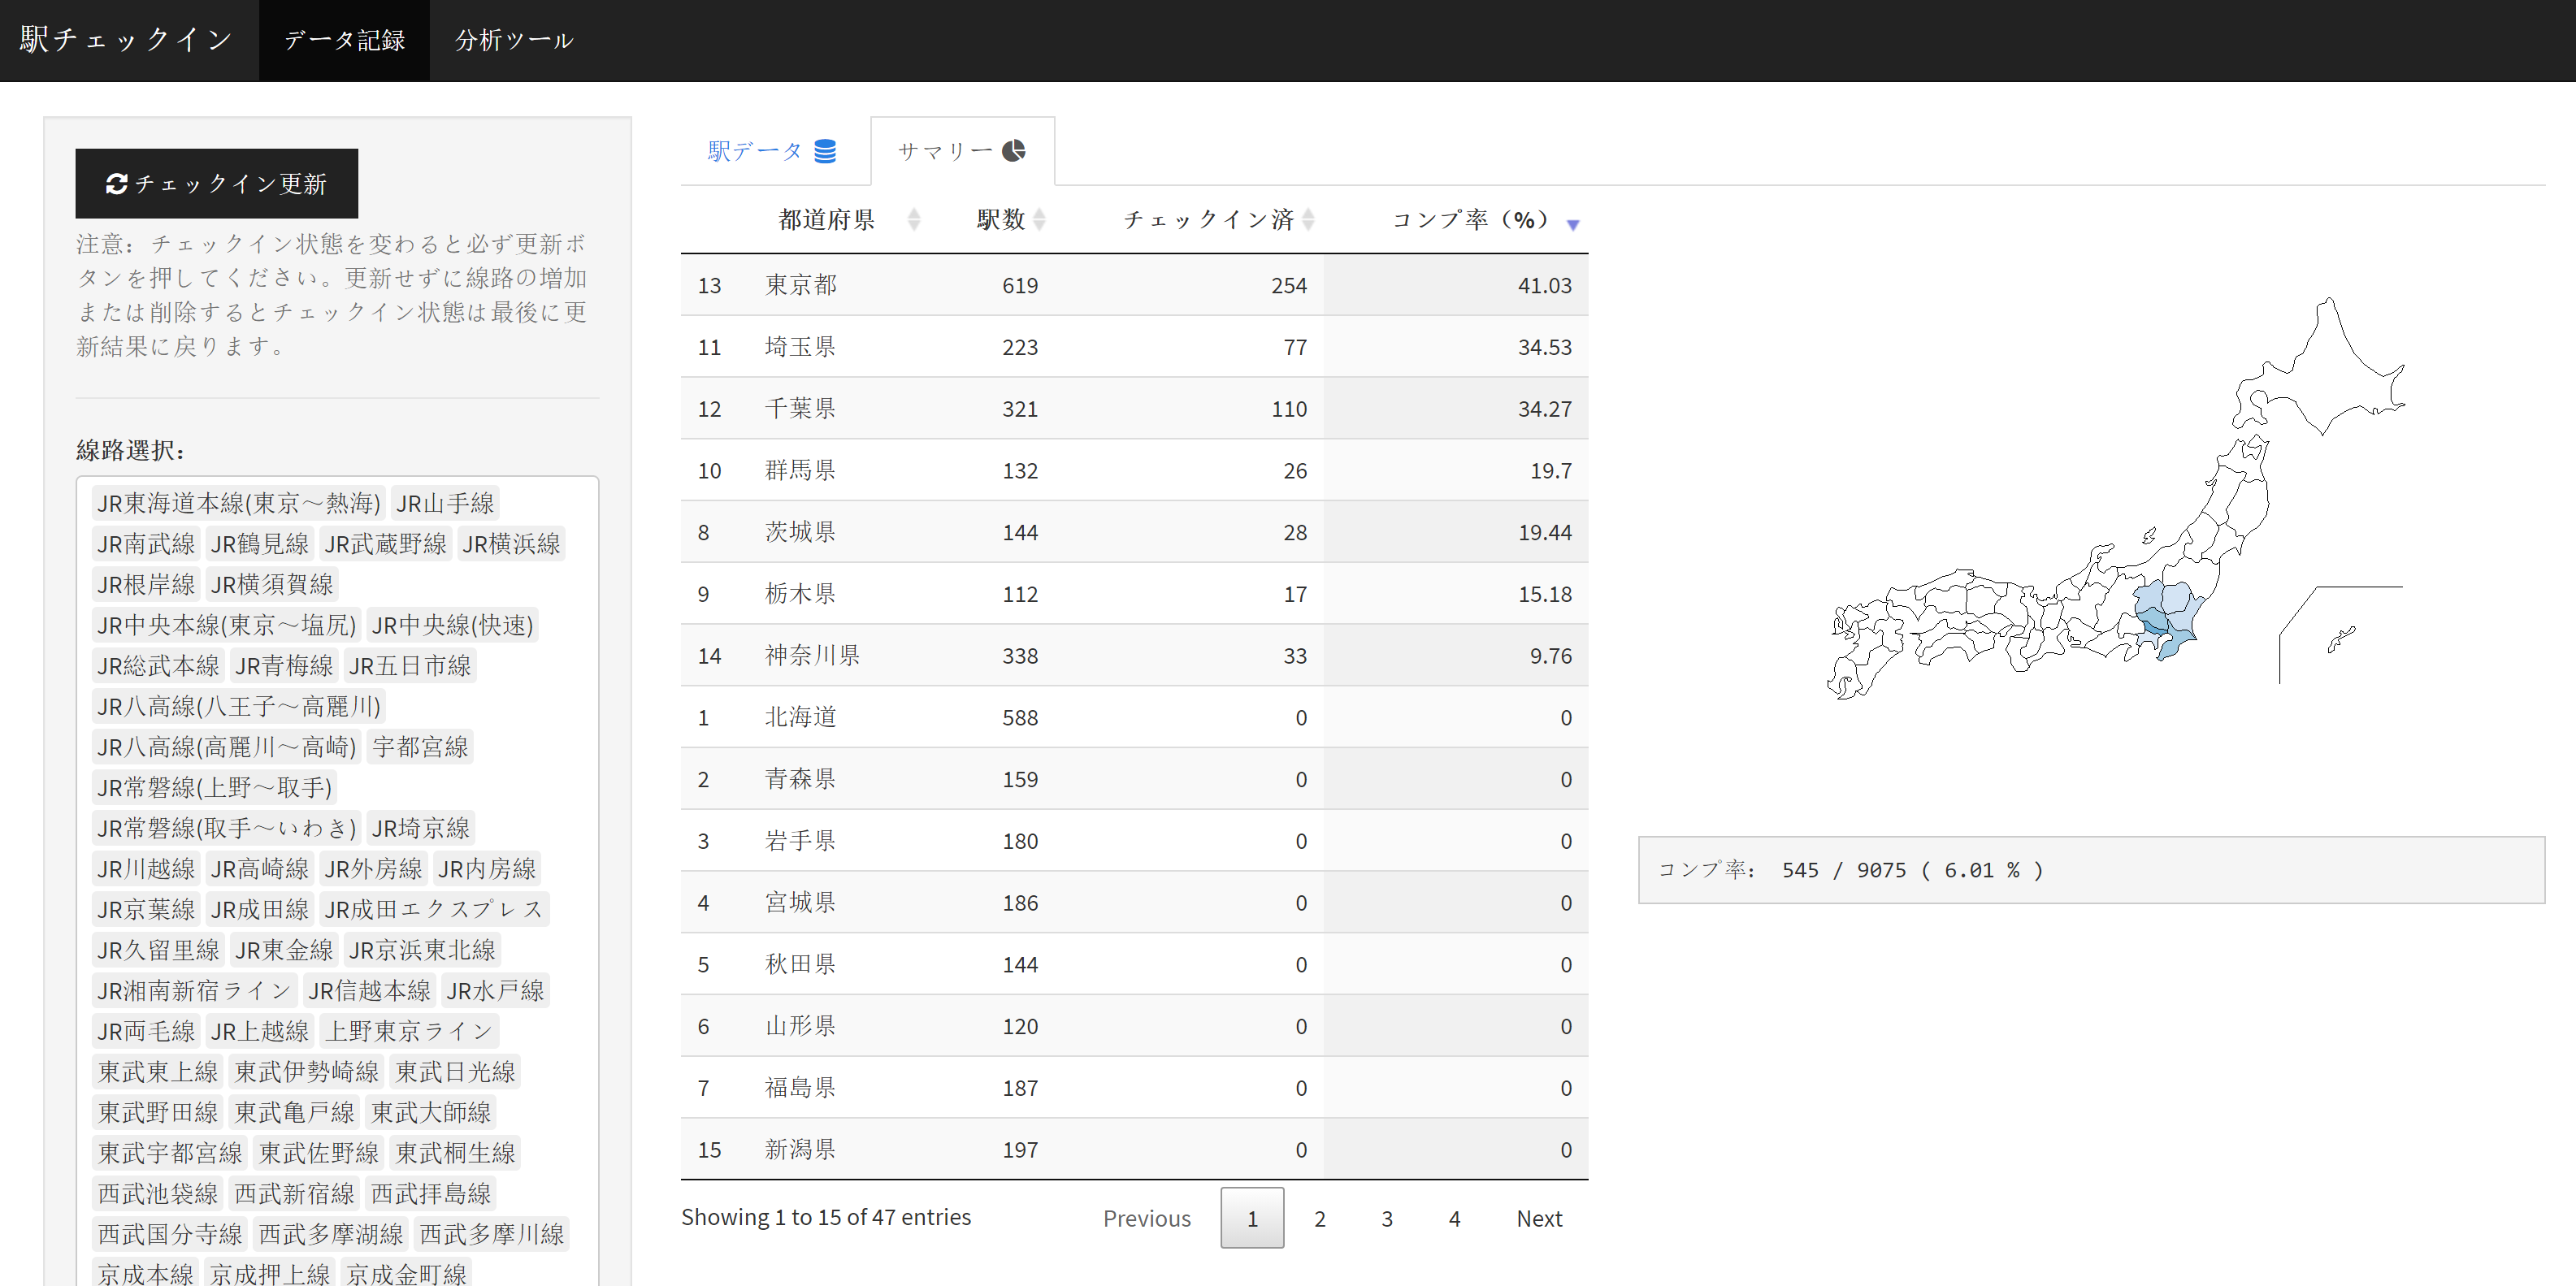 駅チェックイン データ記録 分析ツール
チェックイン更新
注意：チェックイン状態を変わると必ず更新ボ
タンを押してください。更新せずに線路の増加
または削除するとチェックイン状態は最後に更
新結果に戻ります。
線路選択：
JR東海道本線(東京～熱海) JR山手線
JR南武線 JR鶴見線 JR武蔵野線 JR横浜線
JR根岸線 JR横須賀線
JR中央本線(東京～塩尻) JR中央線(快速)
JR総武本線 JR青梅線 JR五日市線
JR八高線(八王子～高麗川)
JR八高線(高麗川～高崎) 宇都宮線
JR常磐線(上野～取手)
JR常磐線(取手～いわき) JR埼京線
JR川越線 JR高崎線 JR外房線 JR内房線
JR京葉線 JR成田線 JR成田エクスプレス
JR久留里線 JR東金線 JR京浜東北線
JR湘南新宿ライン JR信越本線 JR水戸線
JR両毛線 JR上越線 上野東京ライン
東武東上線 東武伊勢崎線 東武日光線
東武野田線 東武亀戸線 東武大師線
東武宇都宮線 東武佐野線 東武桐生線
西武池袋線 西武新宿線 西武拝島線
西武国分寺線 西武多摩湖線 西武多摩川線
京成本線 京成押上線 京成金町線
駅データ サマリー
都道府県 駅数 チェックイン済 コンプ率（%）
13 東京都 619 254 41.03
11 埼玉県 223 77 34.53
12 千葉県 321 110 34.27
10 群馬県 132 26 19.7
8 茨城県 144 28 19.44
9 栃木県 112 17 15.18
14 神奈川県 338 33 9.76
1 北海道 588 0 0
2 青森県 159 0 0
3 岩手県 180 0 0
4 宮城県 186 0 0
5 秋田県 144 0 0
6 山形県 120 0 0
7 福島県 187 0 0
15 新潟県 197 0 0
Showing 1 to 15 of 47 entries Previous 1 2 3 4 Next
コンプ率： 545 / 9075 ( 6.01 % )